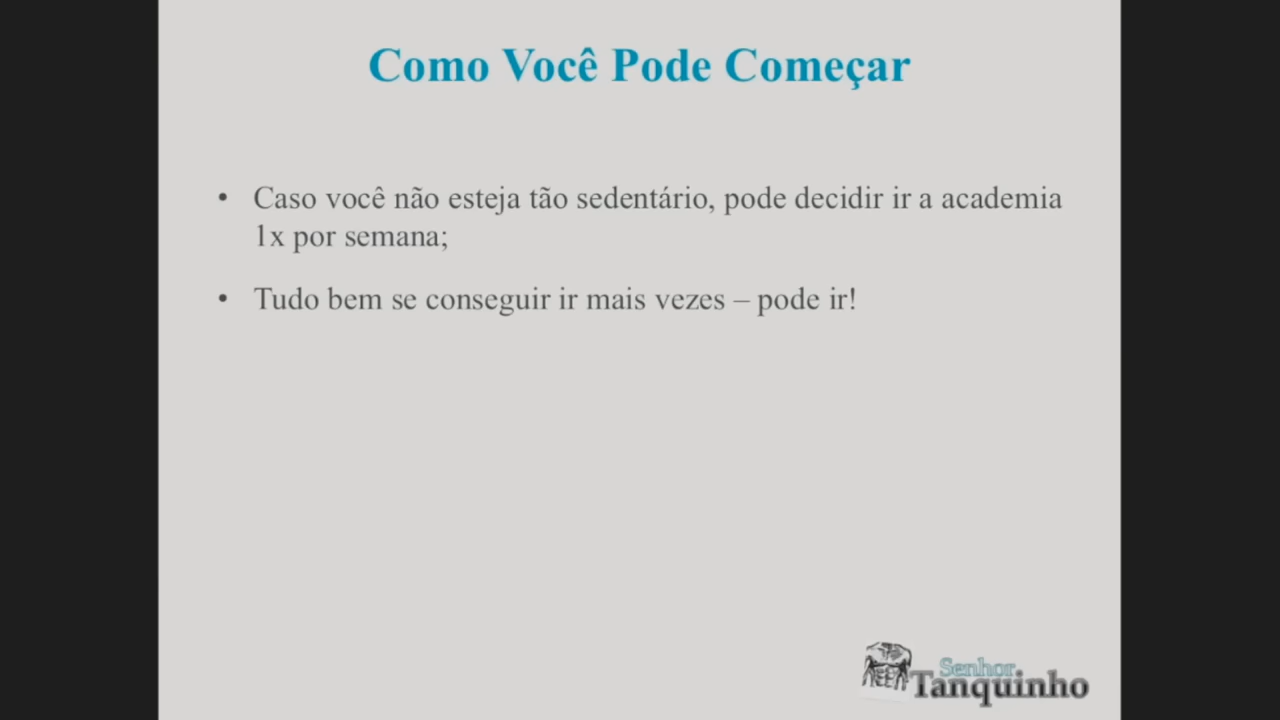 Como Você Pode Começar
• Caso você não esteja tão sedentário, pode decidir ir a academia
1x por semana;
• Tudo bem se conseguir ir mais vezes – pode ir!
Senhor
Tanquinho